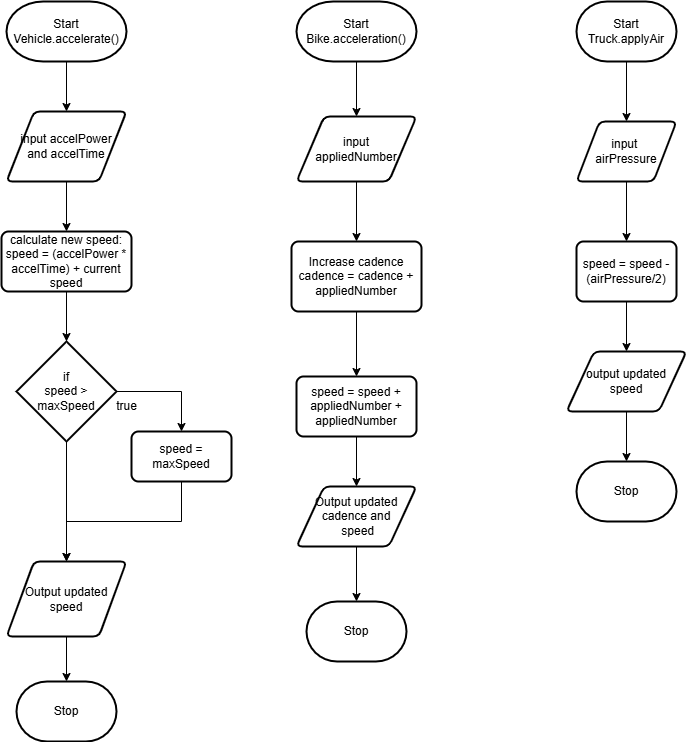 Start
Vehicle.accelerate()
input accelPower
and accelTime
calculate new speed:
speed = (accelPower *
accelTime) + current
speed
if
speed >
maxSpeed
true
speed =
maxSpeed
Output updated
speed
Stop
Start
Bike.acceleration()
input
appliedNumber
Increase cadence
cadence = cadence +
appliedNumber
speed = speed +
appliedNumber +
appliedNumber
Output updated
cadence and
speed
Stop
Start
Truck.applyAir
input
airPressure
speed = speed -
(airPressure/2)
output updated
speed
Stop